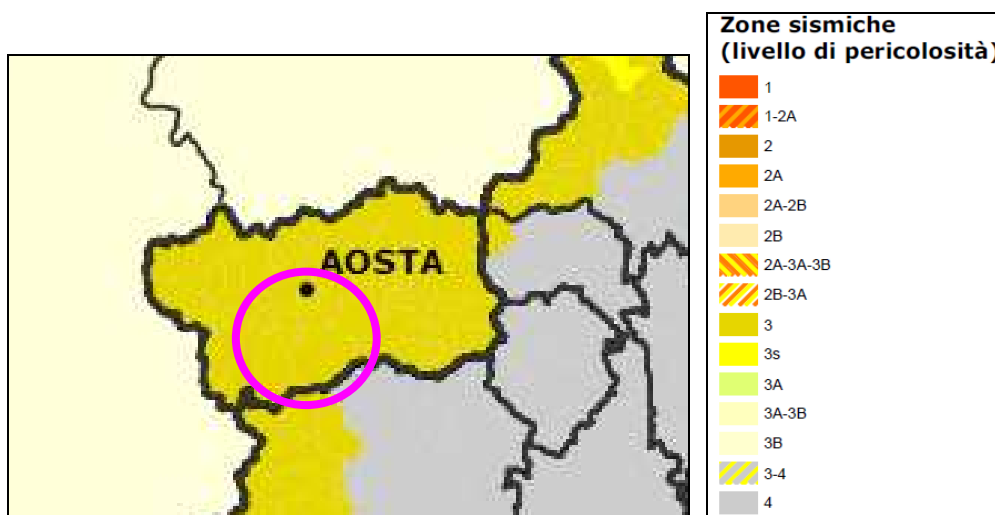 AOSTA
Zone sismiche
(livello di pericolosità)
1
1-2A
2
2A
2A-2B
2B
2A-3A-3B
2B-3A
3
3s
3A
3A-3B
3B
3-4
4